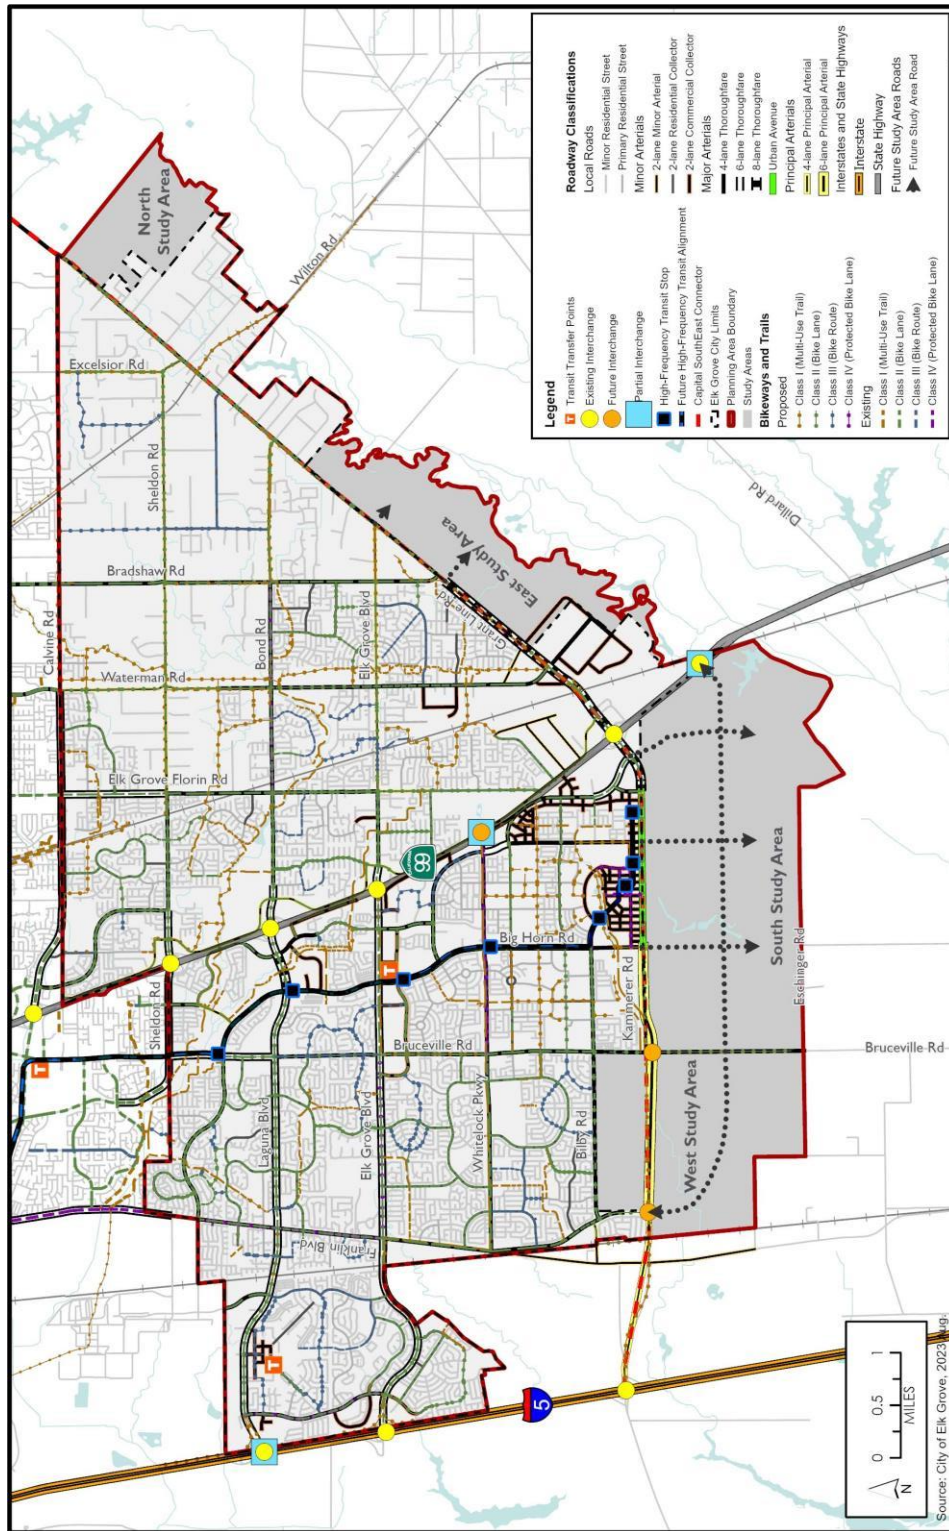 North
Study Area
Wilton Rd
Excelsior Rd
Sheldon Rd
Bradshaw Rd
Calvine Rd
Bond Rd
Elk Grove Blvd
Grant Line Rd
East Study Area
Dillard Rd
Waterman Rd
Elk Grove Florin Rd
CALIFORNIA
99
Big Horn Rd
Kammerer Rd
South Study Area
Eschinger Rd
Sheldon Rd
T
T
Bruceville Rd
Bruceville Rd
Laguna Blvd
Elk Grove Blvd
Whitelock Pkwy
Bilby Rd
West Study Area
Franklin Blvd
T
5
Legend
T Transit Transfer Points
Existing Interchange
Future Interchange
Partial Interchange
High-Frequency Transit Stop
Future High-Frequency Transit Alignment
Capital SouthEast Connector
Elk Grove City Limits
Planning Area Boundary
Study Areas
Bikeways and Trails
Proposed
Class I (Multi-Use Trail)
Class II (Bike Lane)
Class III (Bike Route)
Class IV (Protected Bike Lane)
Existing
Class I (Multi-Use Trail)
Class II (Bike Lane)
Class III (Bike Route)
Class IV (Protected Bike Lane)
Roadway Classifications
Local Roads
Minor Residential Street
Primary Residential Street
Minor Arterials
2-lane Minor Arterial
2-lane Residential Collector
2-lane Commercial Collector
Major Arterials
4-lane Thoroughfare
6-lane Thoroughfare
8-lane Thoroughfare
Urban Avenue
Principal Arterials
4-lane Principal Arterial
6-lane Principal Arterial
Interstates and State Highways
Interstate
State Highway
Future Study Area Roads
Future Study Area Road
N
0 0.5 1
MILES
Source: City of Elk Grove, 2023